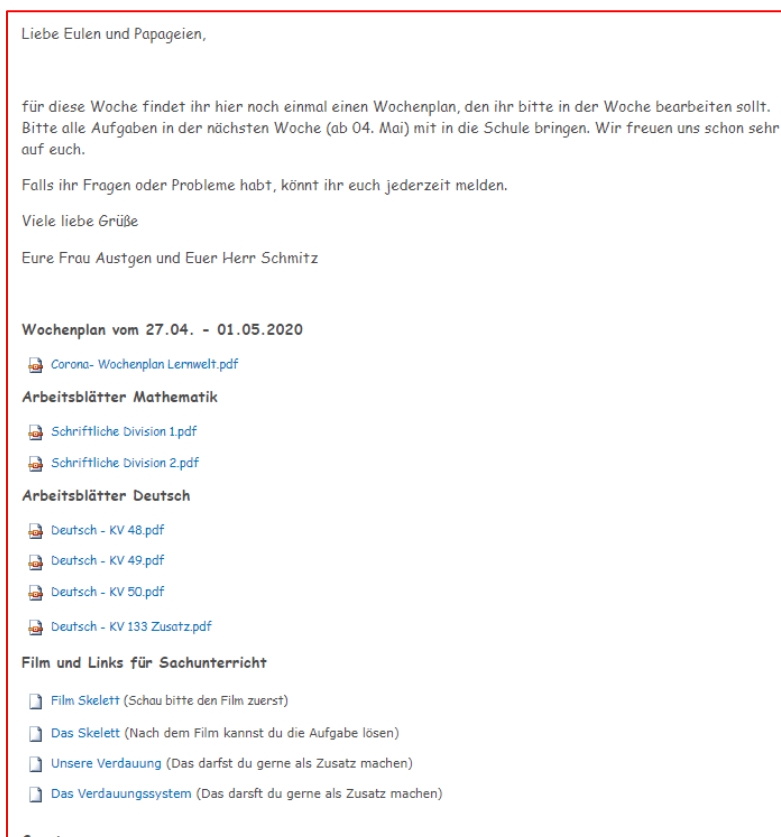 Liebe Eulen und Papageien,
für diese Woche findet ihr hier noch einmal einen Wochenplan, den ihr bitte in der Woche bearbeiten sollt.
Bitte alle Aufgaben in der nächsten Woche (ab 04. Mai) mit in die Schule bringen. Wir freuen uns schon sehr
auf euch.
Falls ihr Fragen oder Probleme habt, könnt ihr euch jederzeit melden.
Viele liebe Grüße
Eure Frau Austgen und Euer Herr Schmitz
Wochenplan vom 27.04. - 01.05.2020
Corona- Wochenplan Lernwelt.pdf
Arbeitsblätter Mathematik
Schriftliche Division 1.pdf
Schriftliche Division 2.pdf
Arbeitsblätter Deutsch
Deutsch - KV 48.pdf
Deutsch - KV 49.pdf
Deutsch - KV 50.pdf
Deutsch - KV 133 Zusatz.pdf
Film und Links für Sachunterricht
Film Skelett (Schau bitte den Film zuerst)
Das Skelett (Nach dem Film kannst du die Aufgabe lösen)
Unsere Verdauung (Das darfst du gerne als Zusatz machen)
Das Verdauungssystem (Das darsft du gerne als Zusatz machen)